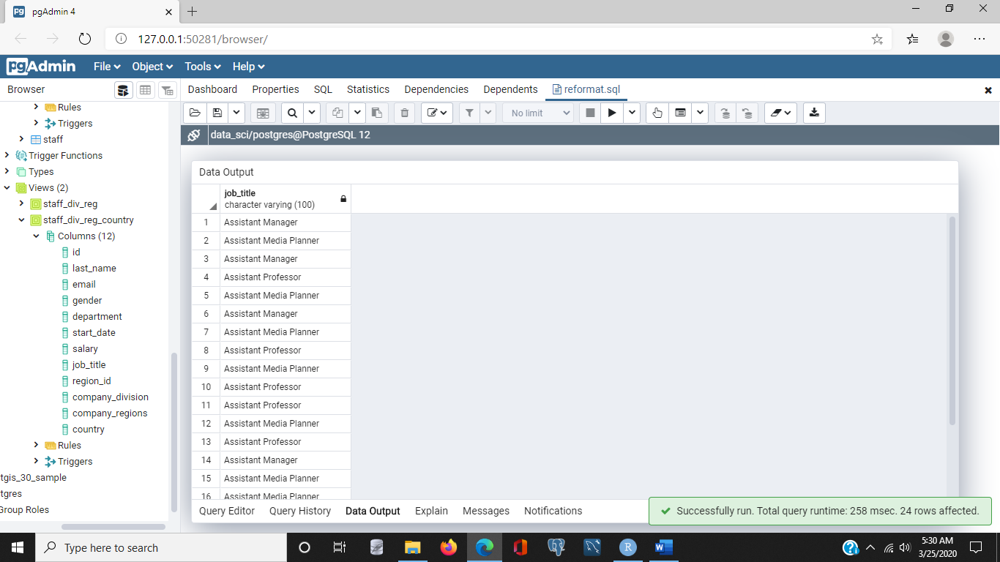 pgAdmin 4
127.0.0.1:50281/browser/
pgAdmin File Object Tools Help
Browser
Dashboard Properties SQL Statistics Dependencies Dependents reformat.sql
No limit
data_sci/postgres@PostgreSQL 12
Rules
Triggers
staff
Trigger Functions
Types
Views (2)
staff_div_reg
staff_div_reg_country
Columns (12)
id
last_name
email
gender
department
start_date
salary
job_title
region_id
company_division
company_regions
country
Rules
Triggers
tgis_30_sample
tgres
Group Roles
Data Output
job_title
character varying (100)
1 Assistant Manager
2 Assistant Media Planner
3 Assistant Manager
4 Assistant Professor
5 Assistant Media Planner
6 Assistant Manager
7 Assistant Media Planner
8 Assistant Professor
9 Assistant Media Planner
10 Assistant Professor
11 Assistant Professor
12 Assistant Media Planner
13 Assistant Professor
14 Assistant Manager
15 Assistant Media Planner
16 Assistant Media Planner
Query Editor Query History Data Output Explain Messages Notifications
Successfully run. Total query runtime: 258 msec. 24 rows affected.
Type here to search
5:30 AM
3/25/2020